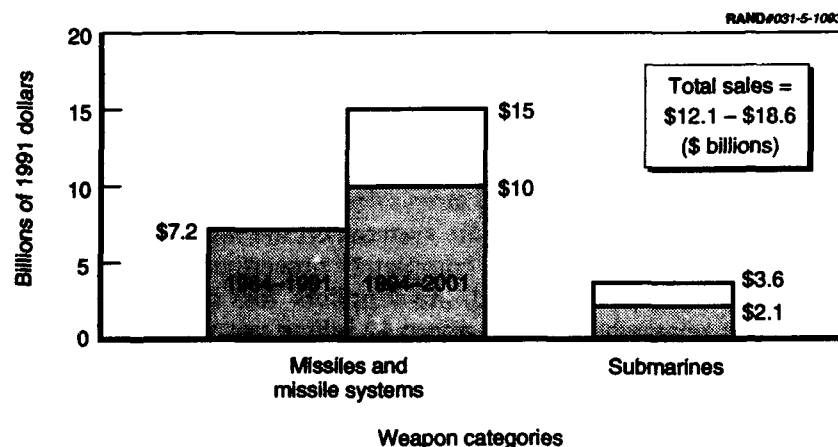 RAND#031-5-1093
20
15
10
5
0
Billions of 1991 dollars
Total sales =
$12.1 – $18.6
($ billions)
$15
$10
$7.2
1984–1991
1994–2001
$3.6
$2.1
Missiles and
missile systems
Submarines
Weapon categories